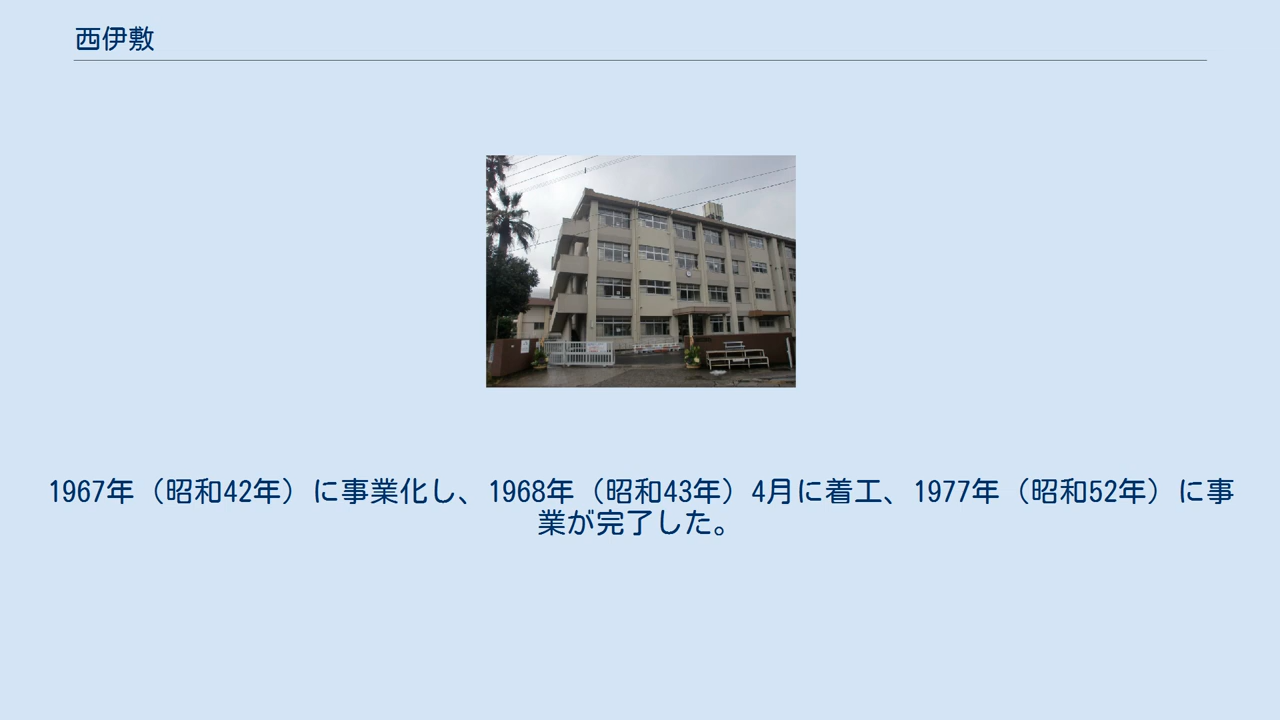 西伊敷
1967年（昭和42年）に事業化し、1968年（昭和43年）4月に着工、1977年（昭和52年）に事
業が完了した。